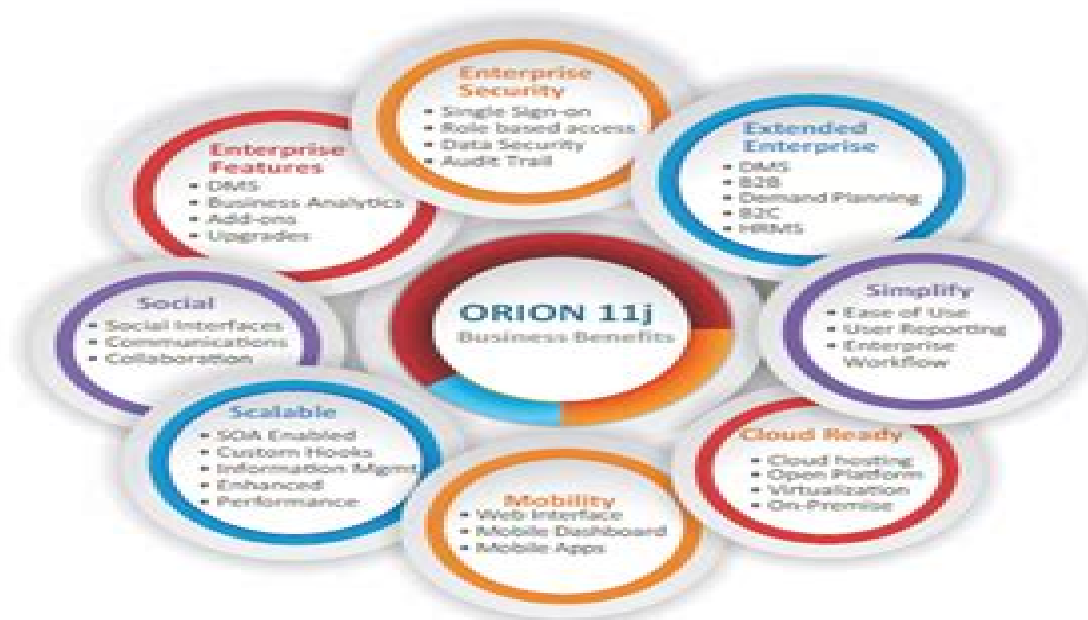 Enterprise
Security
• Single Sign-on
• Role based access
• Data Security
• Audit Trail
Extended
Enterprise
• DMS
• B2B
• Demand Planning
• B2C
• HRMS
Enterprise
Features
• DMS
• Business Analytics
• Add-ons
• Upgrades
Social
• Social Interfaces
• Communications
• Collaboration
ORION 11j
Business Benefits
Simplify
• Ease of Use
• User Reporting
• Enterprise
Workflow
Scalable
• SOA Enabled
• Custom Hooks
• Information Mgmt
• Enhanced
• Performance
Mobility
• Web Interface
• Mobile Dashboard
• Mobile Apps
Cloud Ready
• Cloud hosting
• Open Platform
• Virtualization
• On-Premise